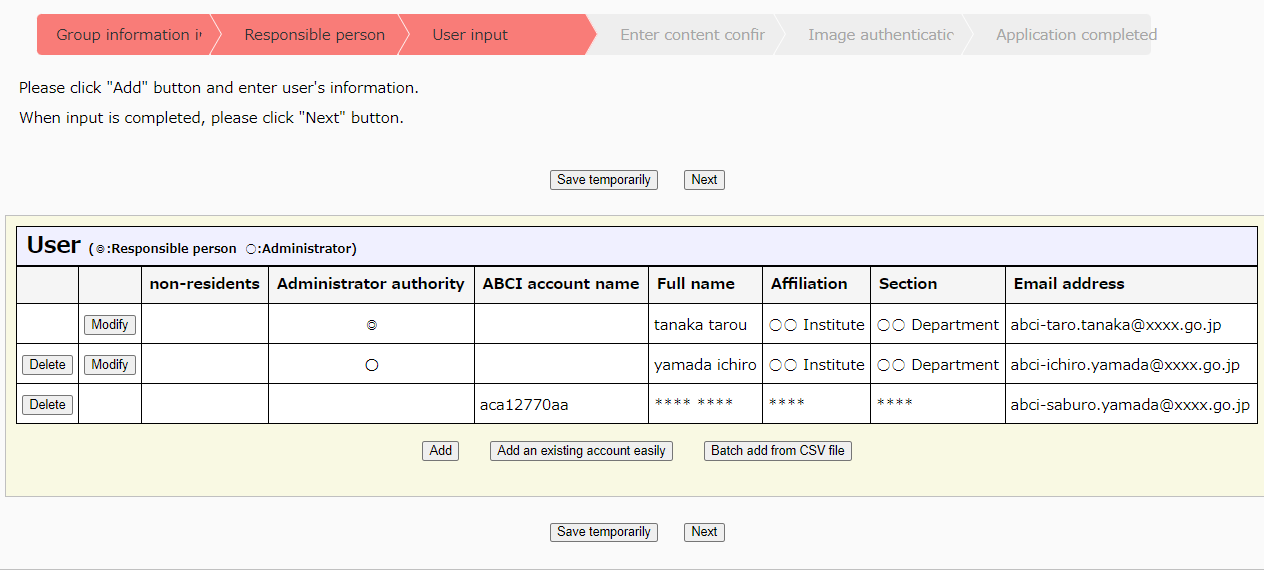 Group information i
Responsible person
User input
Enter content confir
Image authenticatic
Application completed
Please click "Add" button and enter user's information.
When input is completed, please click "Next" button.
Save temporarily Next
User (◎:Responsible person ○:Administrator)
non-residents Administrator authority ABCI account name Full name Affiliation Section Email address
Modify ◎ tanaka tarou ○○ Institute ○○ Department abci-taro.tanaka@xxxx.go.jp
Delete Modify ○ yamada ichiro ○○ Institute ○○ Department abci-ichiro.yamada@xxxx.go.jp
Delete aca12770aa **** **** **** **** abci-saburo.yamada@xxxx.go.jp
Add Add an existing account easily Batch add from CSV file
Save temporarily Next